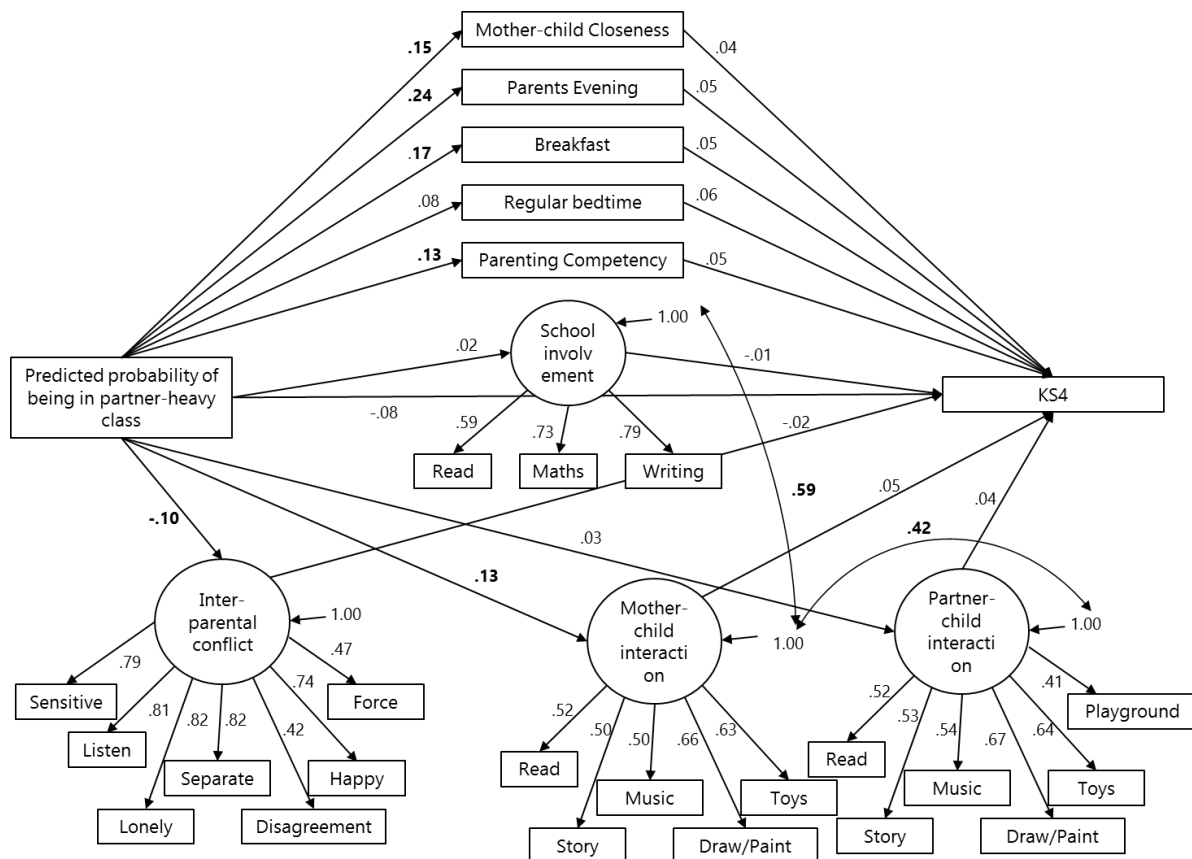 Mother-child Closeness
.15
.04
.24
Parents Evening
.05
.17
Breakfast
.05
.08
Regular bedtime
.06
.13
Parenting Competency
.05
School
involv
ement
1.00
.02
-.01
Predicted probability of
being in partner-heavy
class
KS4
-.08
-.02
.59
.73
.79
Read
Maths
Writing
.59
.05
.04
.42
-.10
.03
.13
Inter-
parental
conflict
1.00
Mother-
child
interacti
on
1.00
Partner-
child
interacti
on
1.00
.79
.81
.82
.82
.42
.74
.47
Sensitive
Listen
Lonely
Separate
Disagreement
Happy
Force
.52
.50
.50
.66
.63
Read
Story
Music
Draw/Paint
Toys
.52
.53
.54
.67
.64
.41
Read
Story
Music
Draw/Paint
Toys
Playground